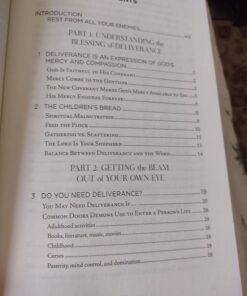 NTS
INTRODUCTION
REST FROM ALL YOUR ENEMIES
PART 1: UNDERSTANDING the
BLESSING of DELIVERANCE
1 DELIVERANCE IS AN EXPRESSION OF GOD'S
MERCY AND COMPASSION
GOD IS FAITHFUL TO HIS COVENANT
MERCY COMES TO THE GENTILES
THE NEW COVENANT MAKES GOD'S MERCY AVAILABLE TO
HIS MERCY ENDURES FOREVER
2 THE CHILDREN'S BREAD
SPIRITUAL MALNUTRITION
FEED THE FLOCK
GATHERING VS. SCATTERING
THE LORD IS YOUR SHEPHERD
BALANCE BETWEEN DELIVERANCE AND THE WORD 14
PART 2: GETTING the BEAM
OUT of YOUR OWN EYE
3 DO YOU NEED DELIVERANCE? 19
YOU MAY NEED DELIVERANCE IF
COMMON DOORS DEMONS USE TO ENTER A PERSON'S LIFE
Adulthood activities
Books, literature, music, movies
Childhood
Curses
Passivity, mind control, and domination